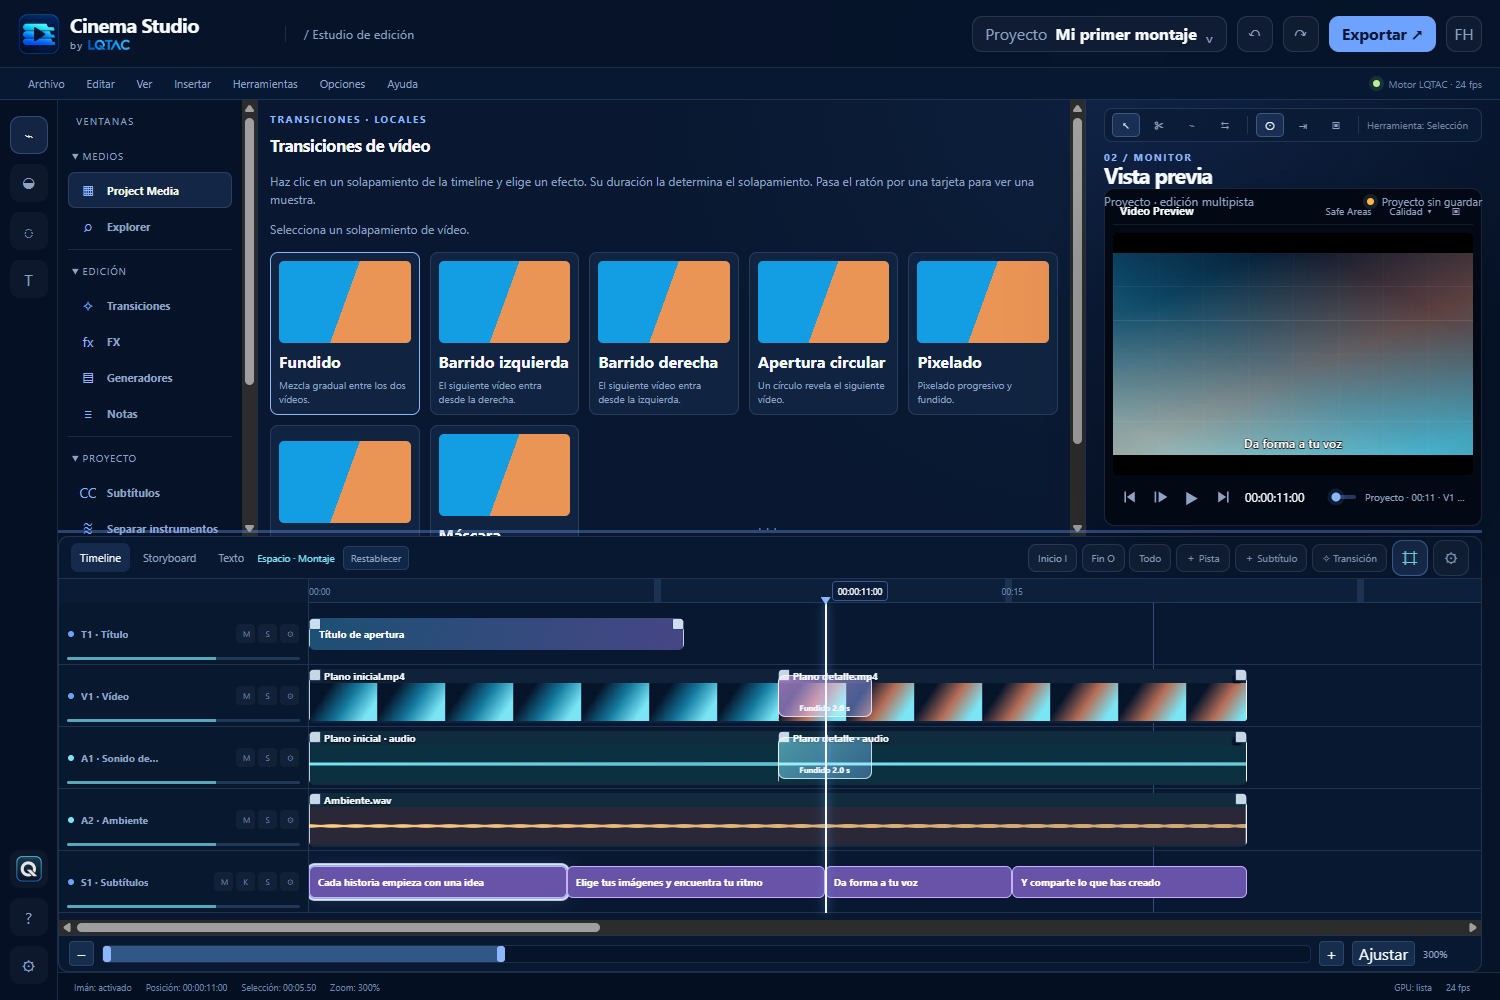 Cinema Studio
by LQTAC
/ Estudio de edición
Proyecto Mi primer montaje
Exportar ↗
FH
Archivo Editar Ver Insertar Herramientas Opciones Ayuda
Motor LQTAC · 24 fps
T
Q
?
VENTANAS
▼ MEDIOS
Project Media
Explorer
▼ EDICIÓN
Transiciones
fx FX
Generadores
Notas
▼ PROYECTO
CC Subtítulos
Separar instrumentos
TRANSICIONES · LOCALES
Transiciones de vídeo
Haz clic en un solapamiento de la timeline y elige un efecto. Su duración la determina el solapamiento. Pasa el ratón por una tarjeta para ver una
muestra.
Selecciona un solapamiento de vídeo.
Fundido
Mezcla gradual entre los dos
vídeos.
Barrido izquierda
El siguiente vídeo entra
desde la derecha.
Barrido derecha
El siguiente vídeo entra
desde la izquierda.
Apertura circular
Un círculo revela el siguiente
vídeo.
Pixelado
Pixelado progresivo y
fundido.
Máscara
Herramienta: Selección
02 / MONITOR
Vista previa
Proyecto · edición multipista
Proyecto sin guardar
Video Preview
Safe Areas
Calidad ▾
Da forma a tu voz
00:00:11:00
Proyecto · 00:11 · V1 ...
Timeline Storyboard Texto Espacio · Montaje Restablecer
Inicio I Fin O Todo + Pista + Subtítulo ✧ Transición
00:00
00:00:11:00
00:15
T1 · Título
M S
Título de apertura
V1 · Vídeo
M S
Plano inicial.mp4
Plano detalle.mp4
Fundido 2.0 s
A1 · Sonido de...
M S
Plano inicial · audio
Plano detalle · audio
Fundido 2.0 s
A2 · Ambiente
M S
Ambiente.wav
S1 · Subtítulos
M K S
Cada historia empieza con una idea
Elige tus imágenes y encuentra tu ritmo
Da forma a tu voz
Y comparte lo que has creado
− + Ajustar 300%
Imán: activado Posición: 00:00:11:00 Selección: 00:05:50 Zoom: 300%
GPU: lista 24 fps